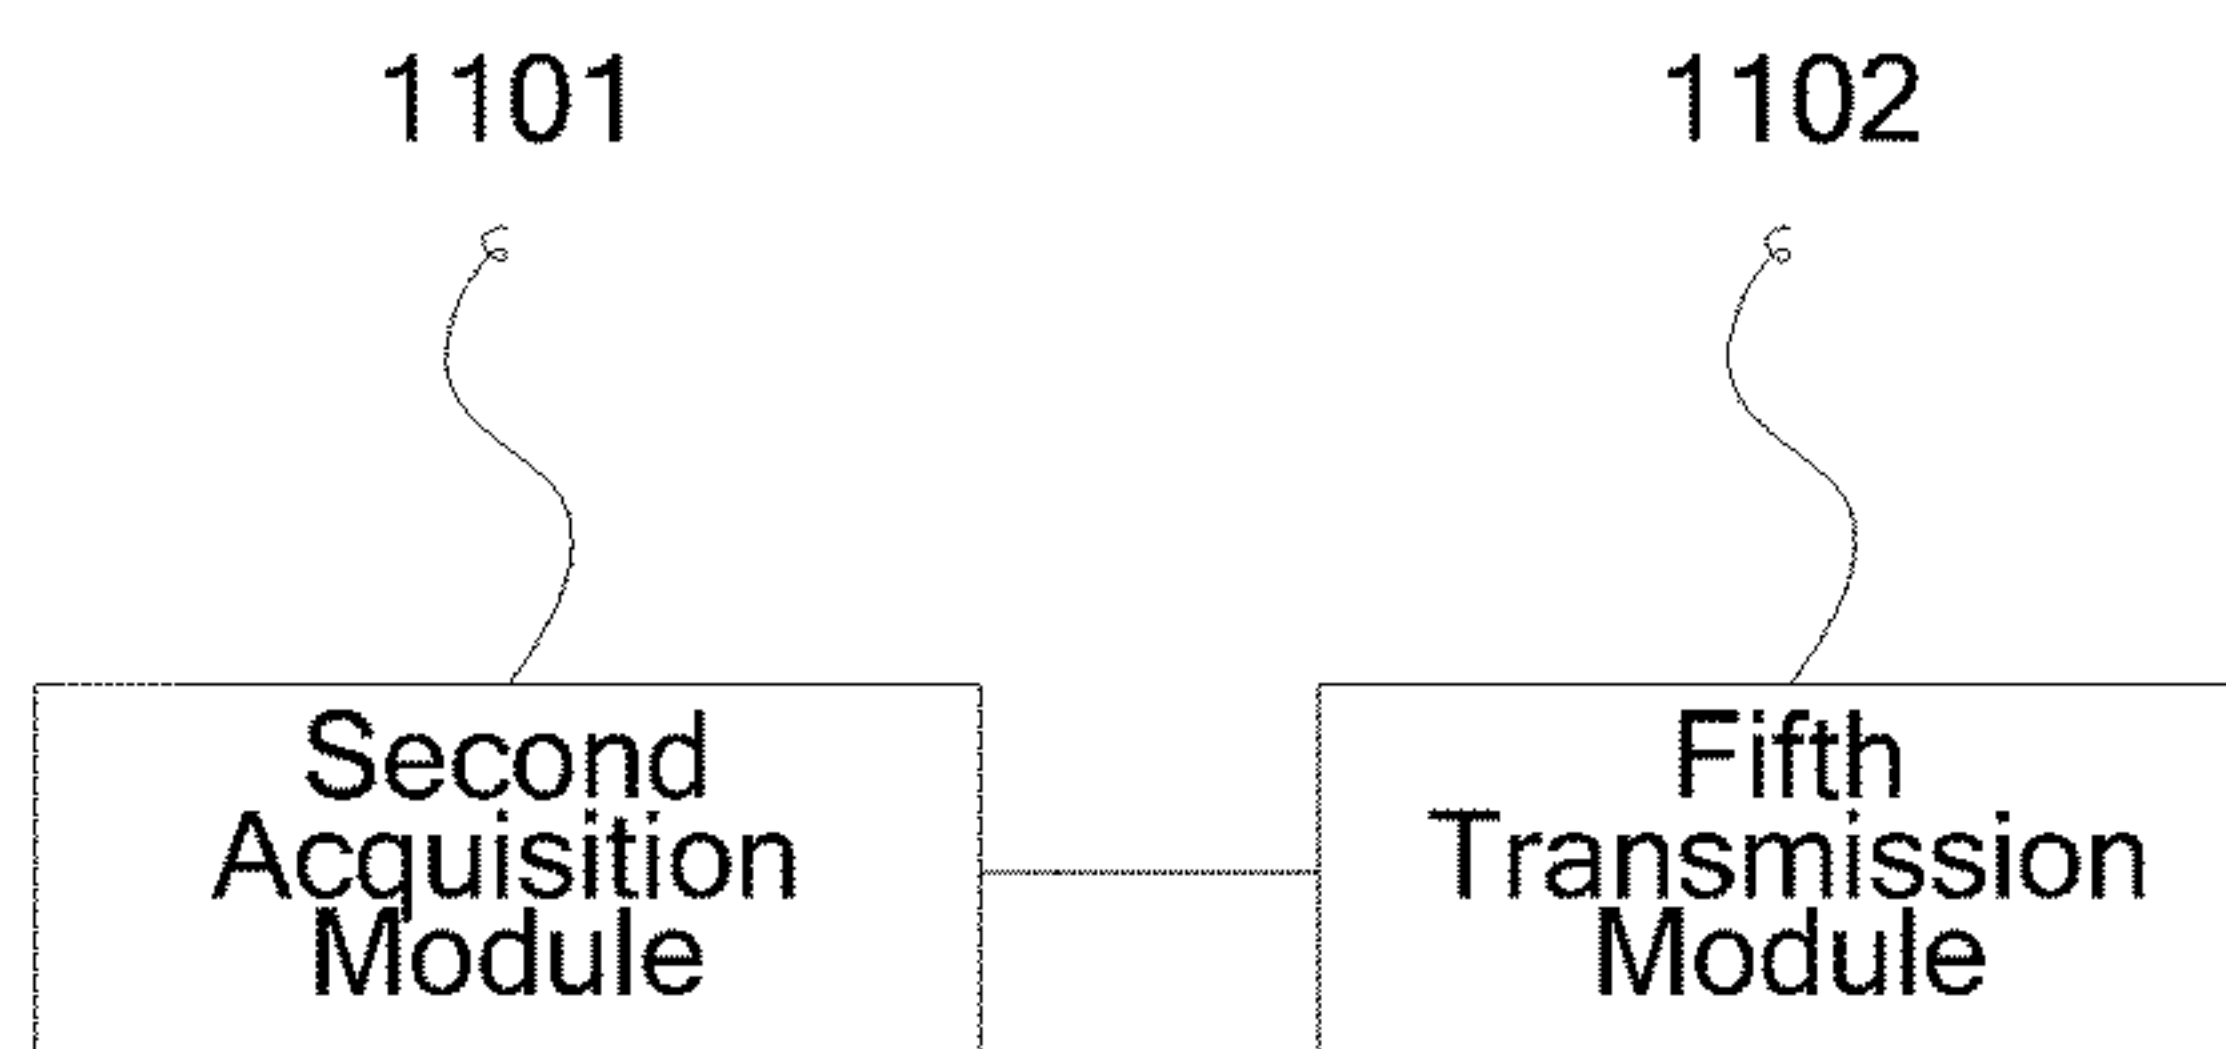 1101
1102
Second
Acquisition
Module
Fifth
Transmission
Module